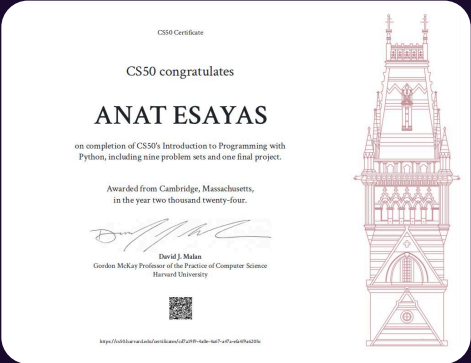 CS50 Certificate
CS50 congratulates
ANAT ESAYAS
on completion of CS50's Introduction to Programming with
Python, including nine problem sets and one final project.
Awarded from Cambridge, Massachusetts,
in the year two thousand twenty-four.
David J. Malan
Gordon McKay Professor of the Practice of Computer Science
Harvard University